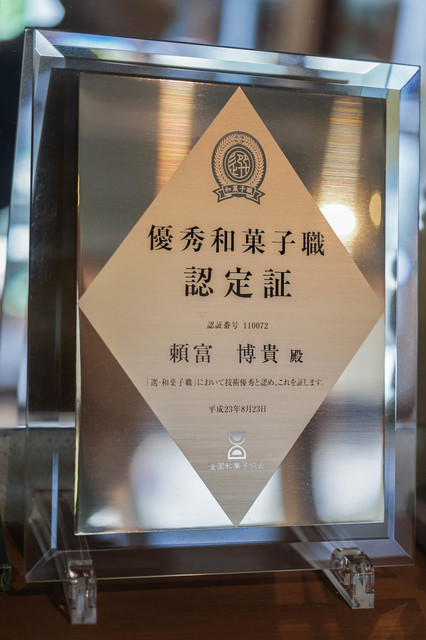 選
和菓子職
優秀和菓子職
認定証
認証番号 110072
頼富 博貴 殿
「選・和菓子職」において技術優秀と認め、これを証します。
平成23年8月23日
全国和菓子協会